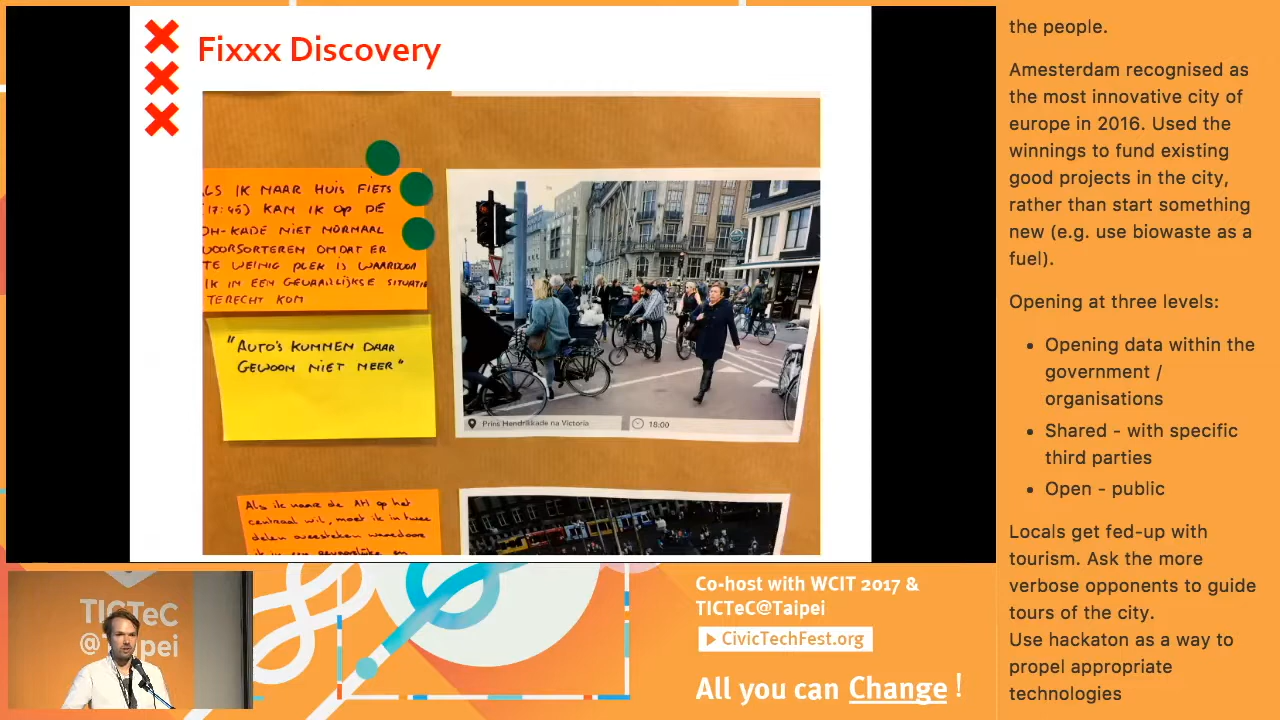 Fixxx Discovery
LS IK NAAR HUIS FIETS
17:45) KAN IK OP DE
NIET NORMAAL
VOORSORTEREN OMDAT ER
TE WEINIG PLEK IS WAARDOOR
IK IN EEN GEVAARLIJKE SITUATIE
TERECHT KOM
"AUTO'S KUNNEN DAAR
GEWOON NIET MEER"
Prins Hendrikkade na Victoria
18:00
Als ik naar de AH op het
centraal wil, moet ik in twee
delen oversteken waardoor
ik in een gevaarlijke en
the people.
Amesterdam recognised as
the most innovative city of
europe in 2016. Used the
winnings to fund existing
good projects in the city,
rather than start something
new (e.g. use biowaste as a
fuel).
Opening at three levels:
Opening data within the
government /
organisations
Shared - with specific
third parties
Open - public
Locals get fed-up with
tourism. Ask the more
verbose opponents to guide
tours of the city.
Use hackaton as a way to
propel appropriate
technologies
TICTeC
@Taipei
Co-host with WCIT 2017 &
TICTeC@Taipei
CivicTechFest.org
All you can Change !